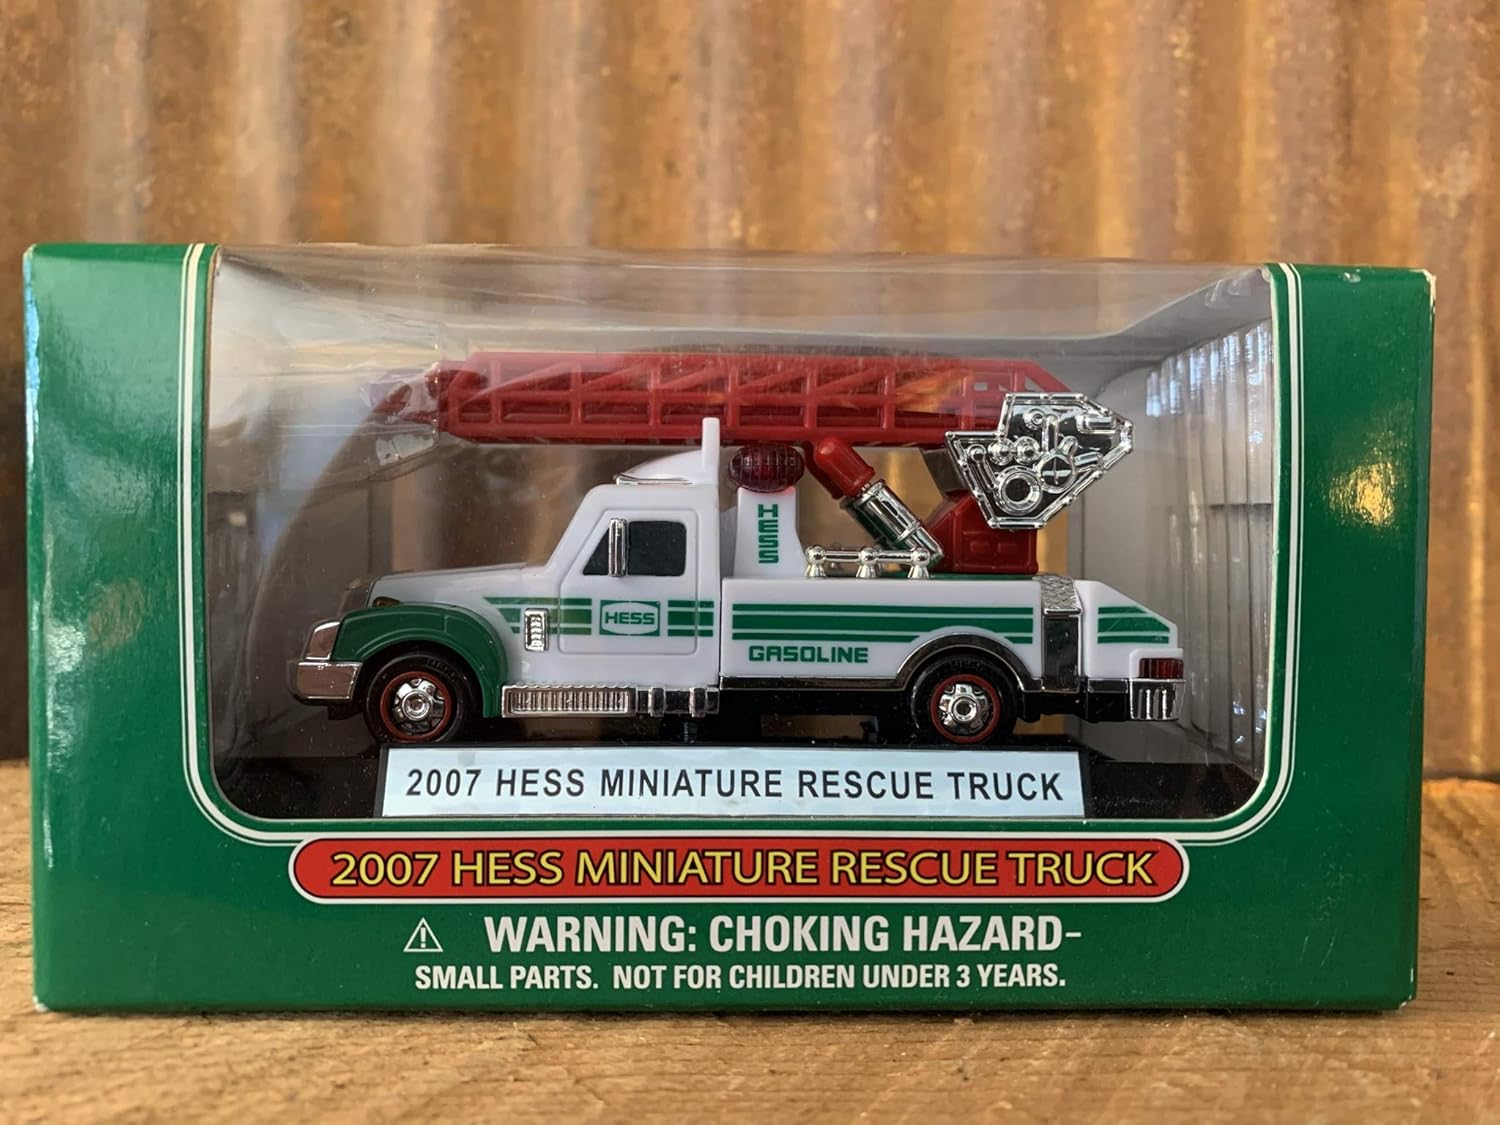 HESS
HESS
GASOLINE
2007 HESS MINIATURE RESCUE TRUCK
2007 HESS MINIATURE RESCUE TRUCK
WARNING: CHOKING HAZARD-
SMALL PARTS. NOT FOR CHILDREN UNDER 3 YEARS.